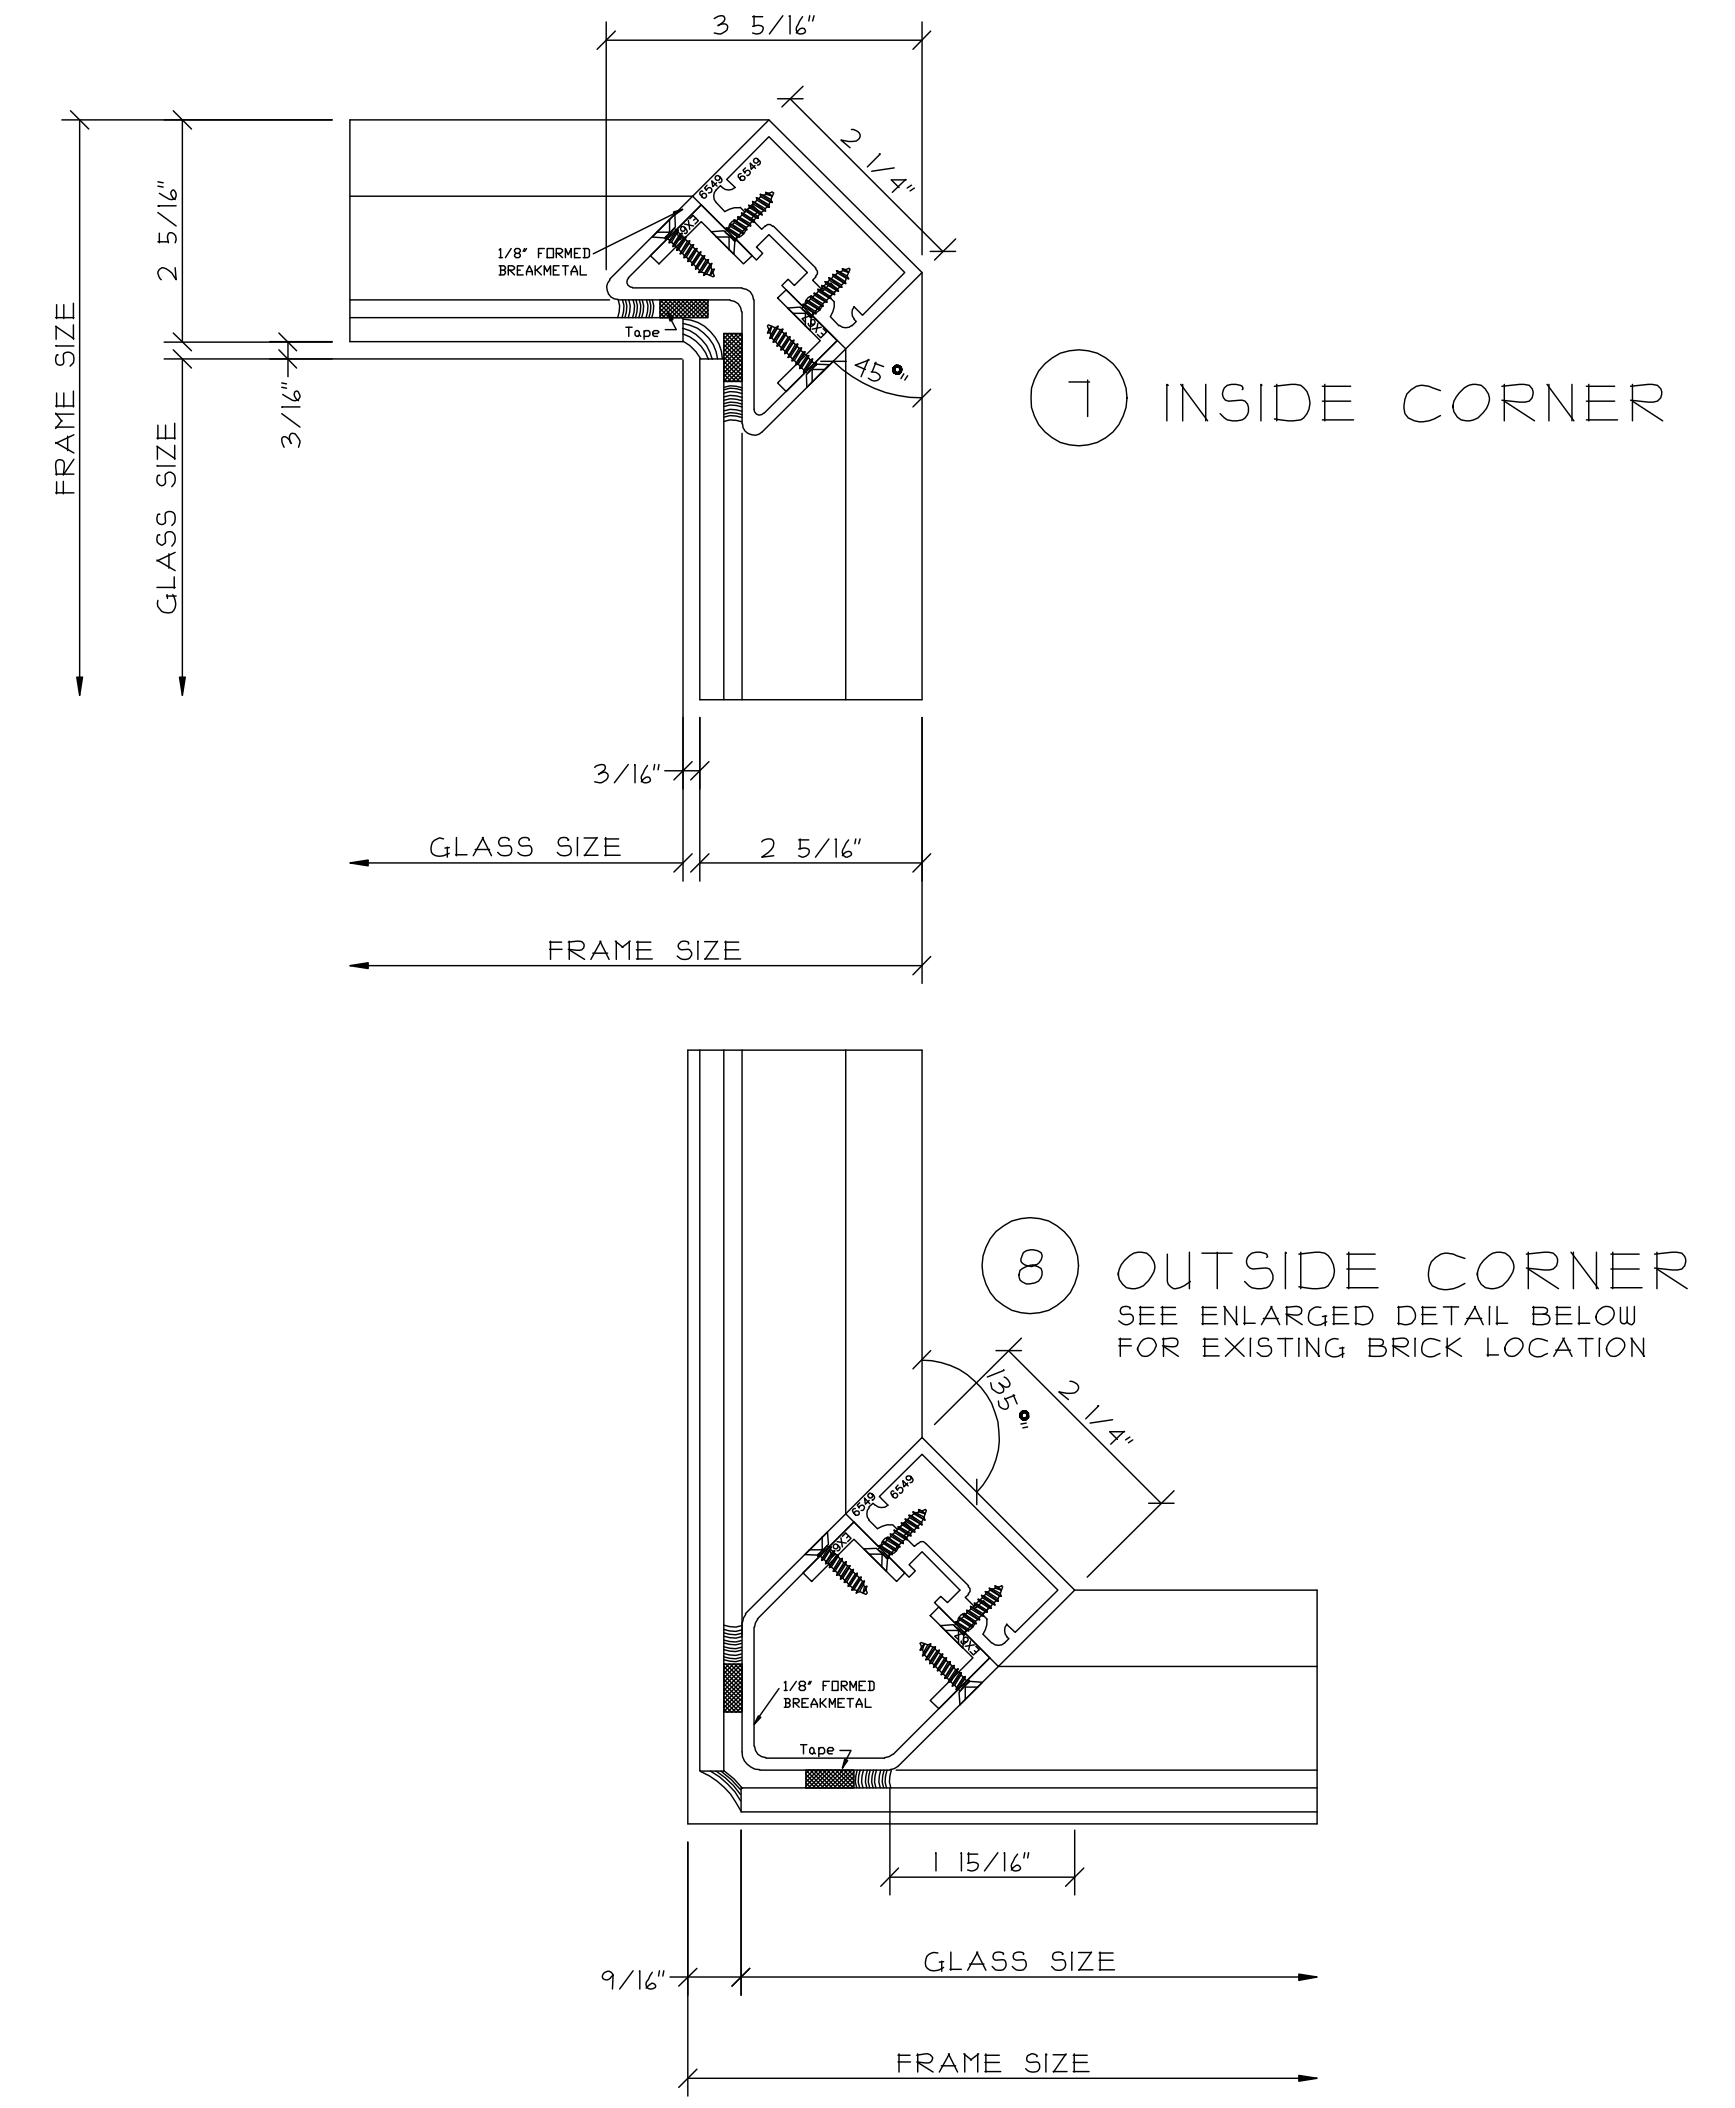 3 5/16"
2 1/4"
2 5/16"
FRAME SIZE
GLASS SIZE
3/16"
6549
6549
1/8" FORMED
BREAKMETAL
Tape
45°"
7 INSIDE CORNER
3/16"
GLASS SIZE
2 5/16"
FRAME SIZE
8 OUTSIDE CORNER
SEE ENLARGED DETAIL BELOW
FOR EXISTING BRICK LOCATION
135°"
2 1/4"
6549
6549
1/8" FORMED
BREAKMETAL
Tape
1 15/16"
9/16"
GLASS SIZE
FRAME SIZE